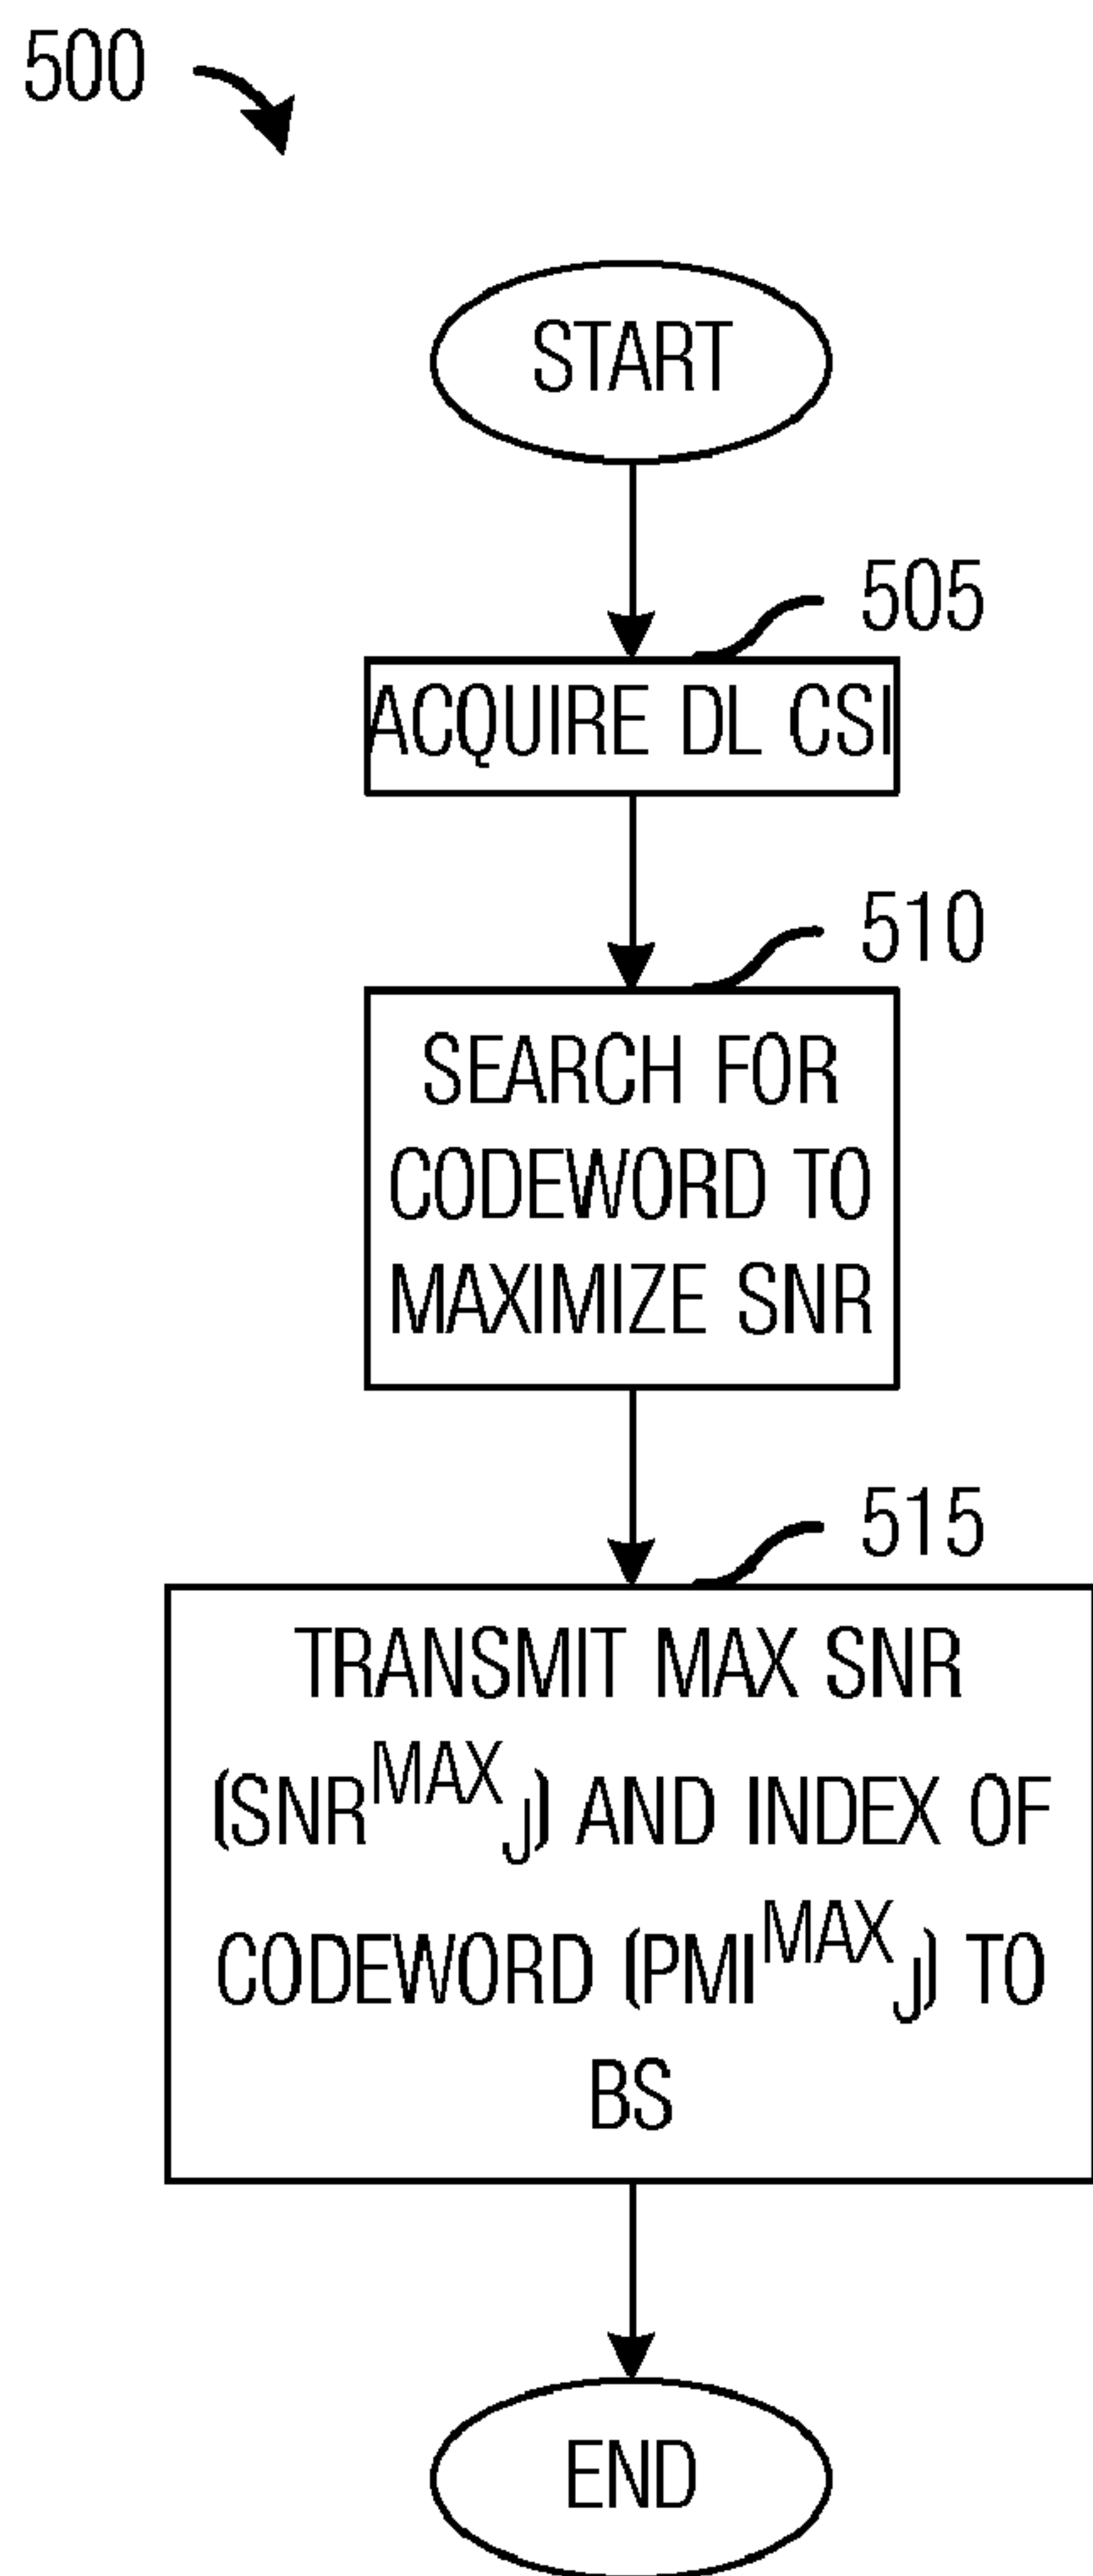 500
START
505
ACQUIRE DL CSI
510
SEARCH FOR
CODEWORD TO
MAXIMIZE SNR
515
TRANSMIT MAX SNR
(SNR^MAX_J) AND INDEX OF
CODEWORD (PMI^MAX_J) TO
BS
END